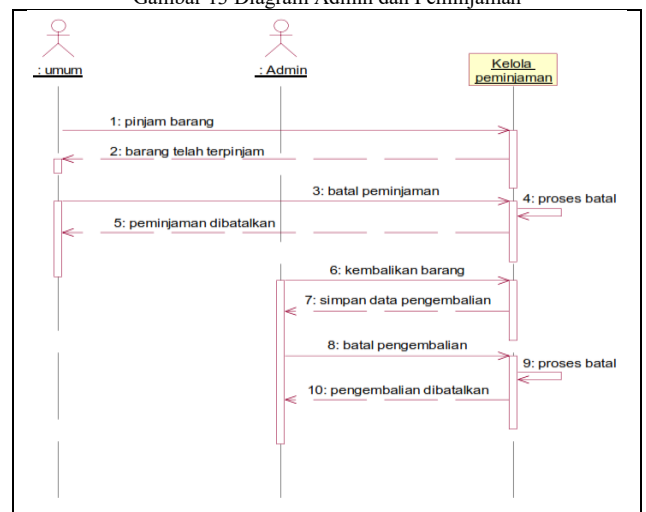 Gambar 15 Diagram Admin dan Peminjaman
: umum
: Admin
Kelola
peminjaman
1: pinjam barang
2: barang telah terpinjam
3: batal peminjaman
4: proses batal
5: peminjaman dibatalkan
6: kembalikan barang
7: simpan data pengembalian
8: batal pengembalian
9: proses batal
10: pengembalian dibatalkan